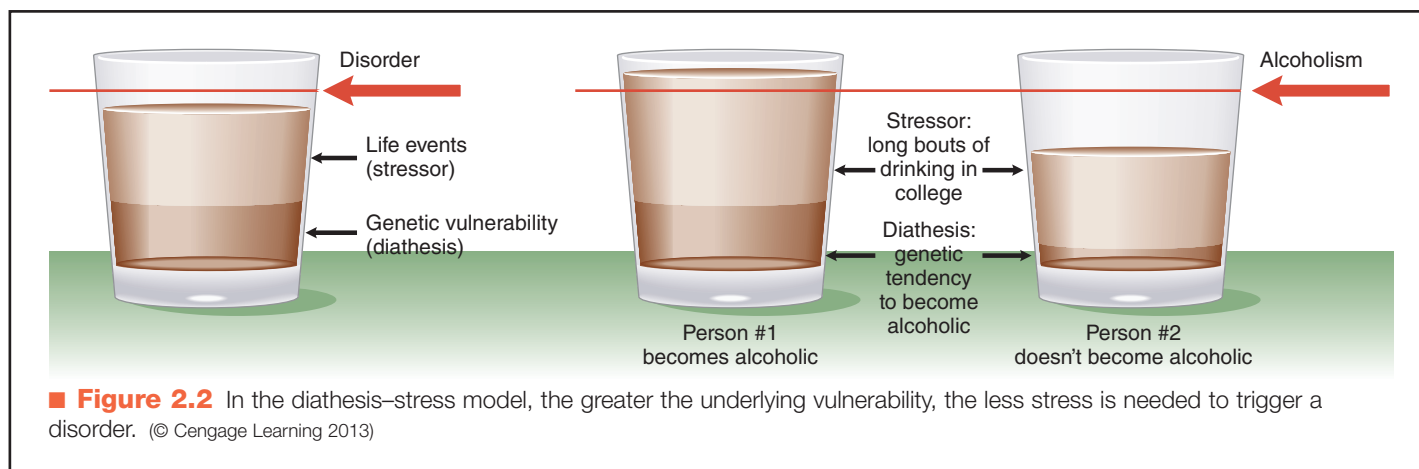 Disorder
Life events
(stressor)
Genetic vulnerability
(diathesis)
Alcoholism
Stressor:
long bouts of
drinking in
college
Diathesis:
genetic
tendency
to become
alcoholic
Person #1
becomes alcoholic
Person #2
doesn't become alcoholic
■ Figure 2.2 In the diathesis–stress model, the greater the underlying vulnerability, the less stress is needed to trigger a
disorder. (© Cengage Learning 2013)